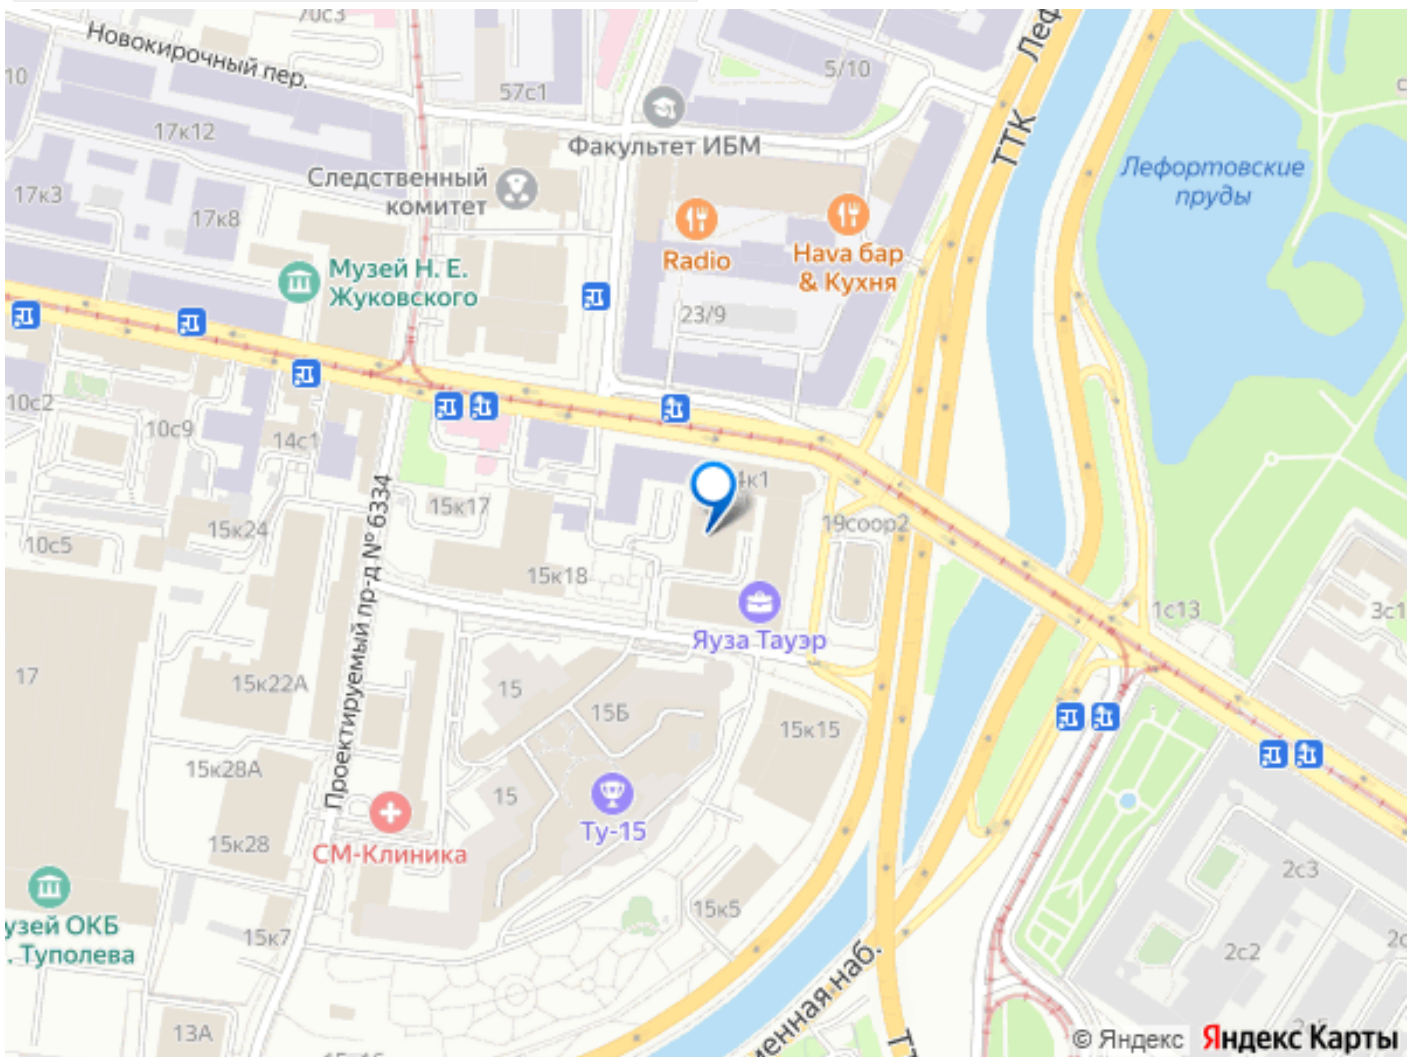 70с3
Новокирочный пер.
10
57с1
5/10
ТТК
17к12
Факультет ИБМ
Лефортовские
пруды
Следственный
комитет
17к3
17к8
Radio
Нава бар
& Кухня
Музей Н. Е.
Жуковского
23/9
10с2
10с9
14с1
4к1
15к17
15к24
19соор2
10с5
Проектируемый пр-д № 6334
15к18
1с13
3с1
Яуза Тауэр
17
15к22А
15
15Б
15к15
15к28А
15
Ту-15
15к28
СМ-Клиника
2с3
15к5
узей ОКБ
. Туполева
15к7
2с2
13А
менная наб.
© Яндекс Яндекс Карты